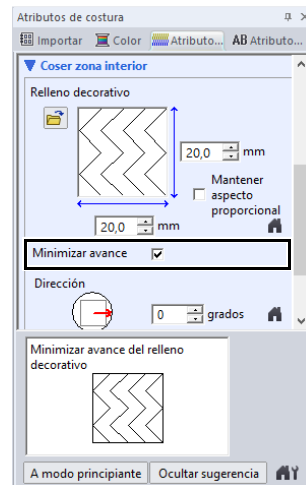 Atributos de costura
Importar Color Atributo... AB Atributo...
Coser zona interior
Relleno decorativo
20,0 mm
Mantener
aspecto
proporcional
20,0 mm
Minimizar avance
Dirección
0 grados
Minimizar avance del relleno
decorativo
A modo principiante Ocultar sugerencia